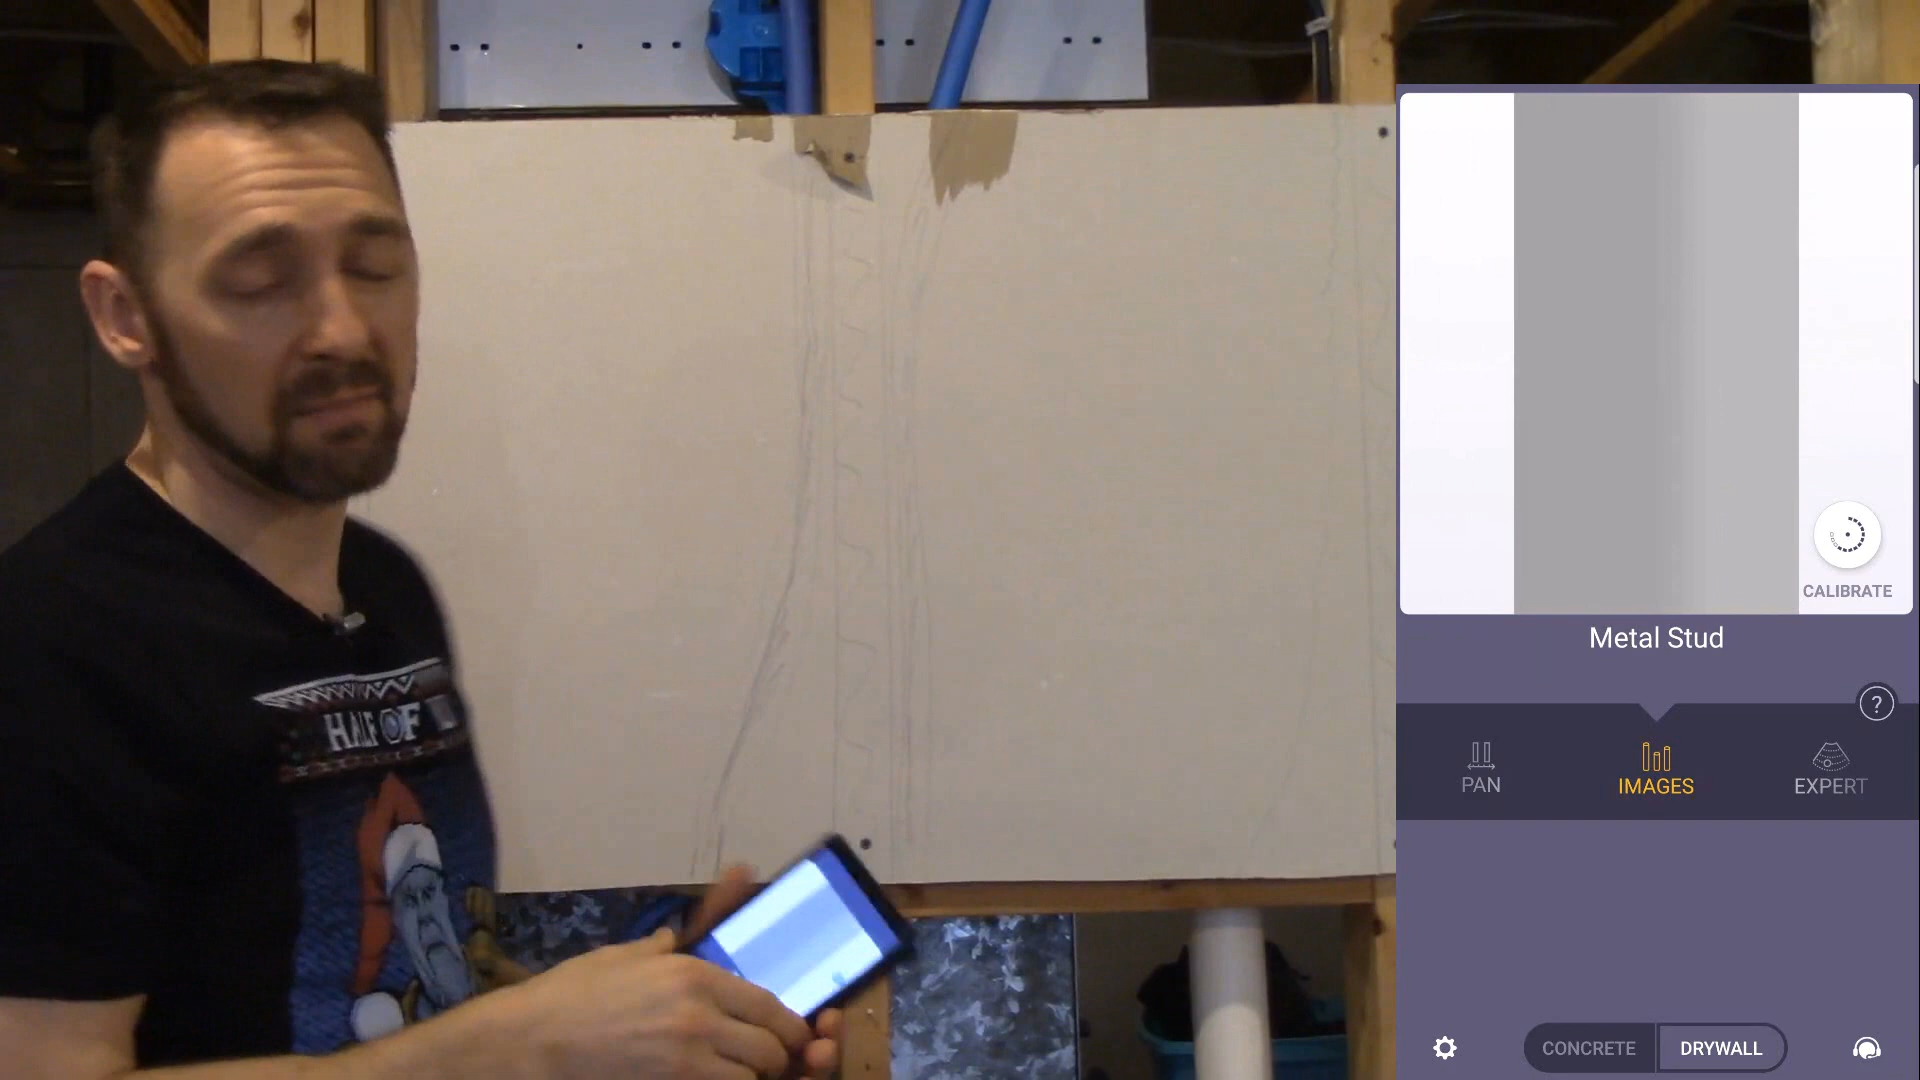 HALF OF
CALIBRATE
Metal Stud
?
PAN
IMAGES
EXPERT
CONCRETE
DRYWALL